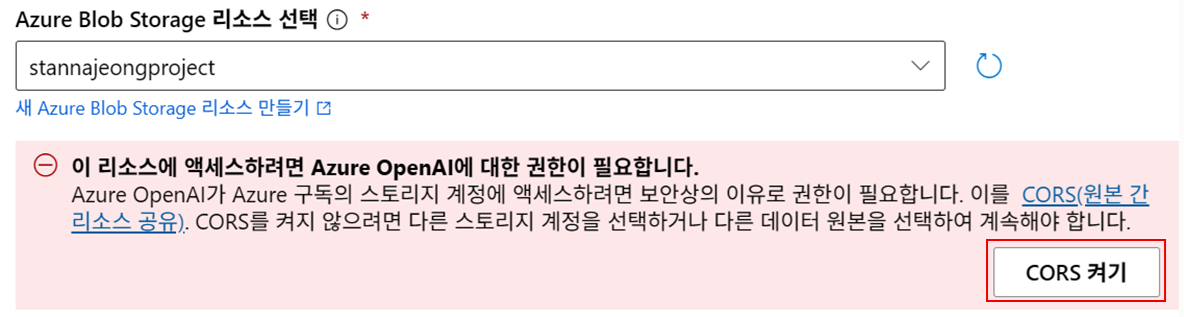 Azure Blob Storage 리소스 선택 *
stannajeongproject
새 Azure Blob Storage 리소스 만들기
이 리소스에 액세스하려면 Azure OpenAI에 대한 권한이 필요합니다.
Azure OpenAI가 Azure 구독의 스토리지 계정에 액세스하려면 보안상의 이유로 권한이 필요합니다. 이를 CORS(원본 간
리소스 공유). CORS를 켜지 않으려면 다른 스토리지 계정을 선택하거나 다른 데이터 원본을 선택하여 계속해야 합니다.
CORS 켜기